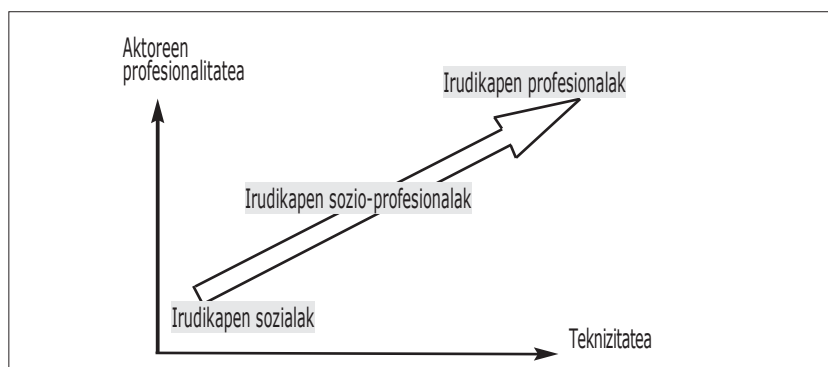 Aktoreen
profesionalitatea
Irudikapen profesionalak
Irudikapen sozio-profesionalak
Irudikapen sozialak
Teknizitatea